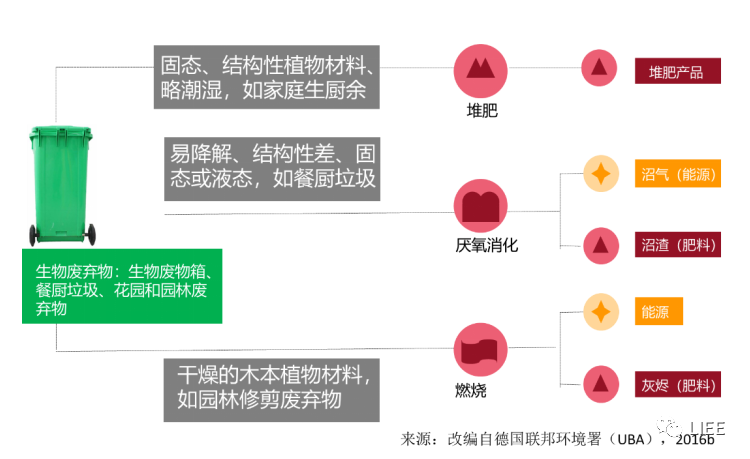 固态、结构性植物材料、
略潮湿，如家庭生厨余
堆肥
堆肥产品
易降解、结构性差、固
态或液态，如餐厨垃圾
厌氧消化
沼气（能源）
沼渣（肥料）
生物废弃物：生物废物箱、
餐厨垃圾、花园和园林废
弃物
干燥的木本植物材料，
如园林修剪废弃物
燃烧
能源
灰烬（肥料）
来源：改编自德国联邦环境署（UBA），2016b
LIFE